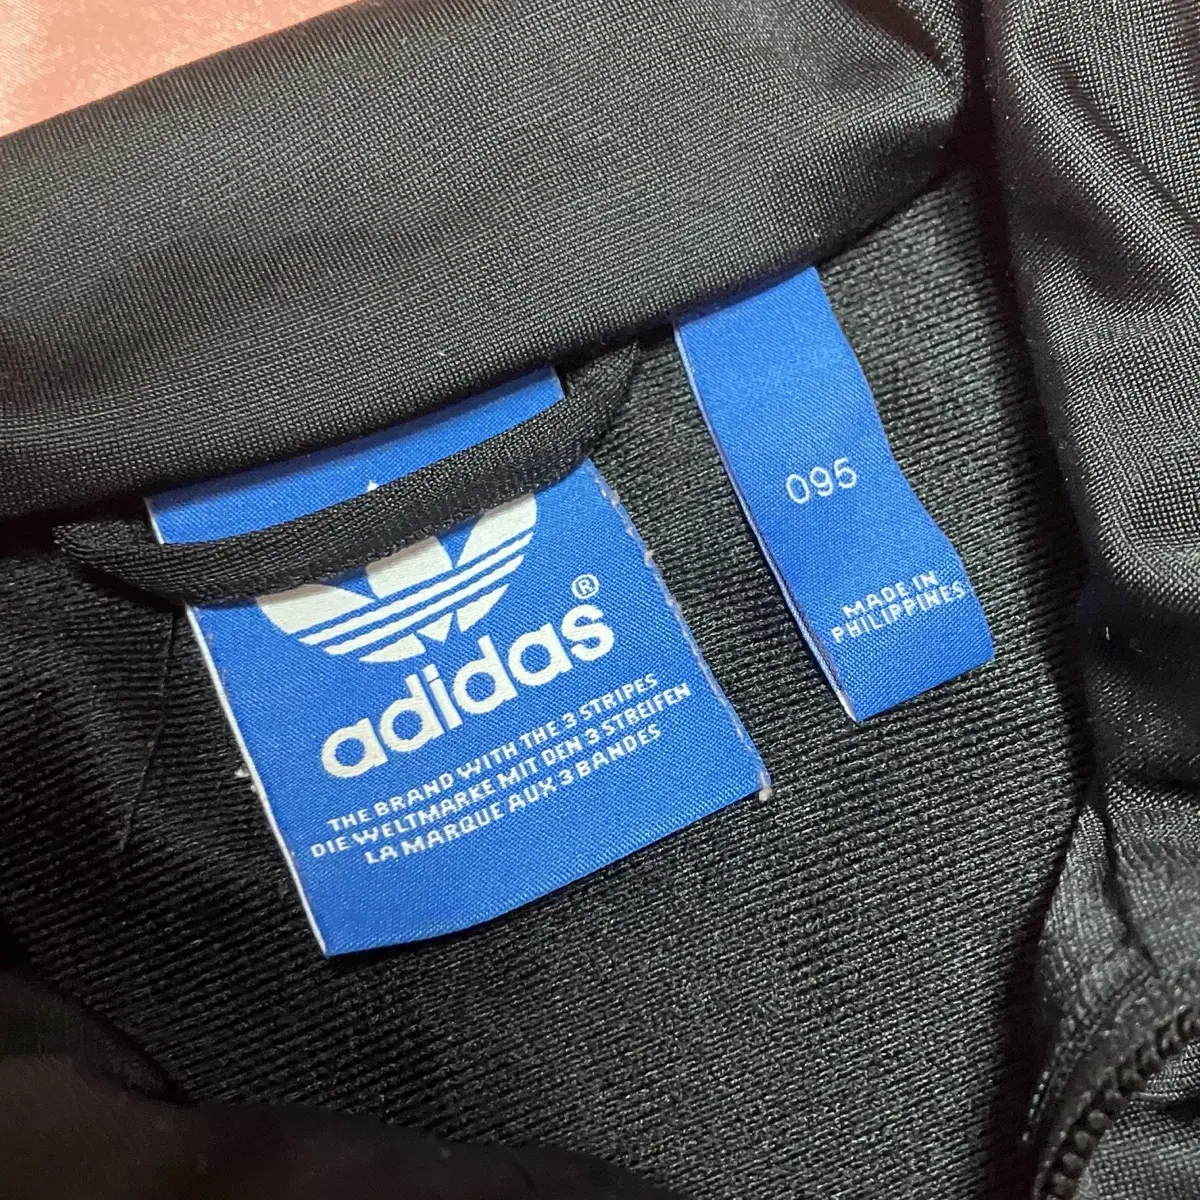 adidas®
THE BRAND WITH THE 3 STRIPES
DIE WELTMARKE MIT DEN 3 STREIFEN
LA MARQUE AUX 3 BANDES
095
MADE IN
PHILIPPINES